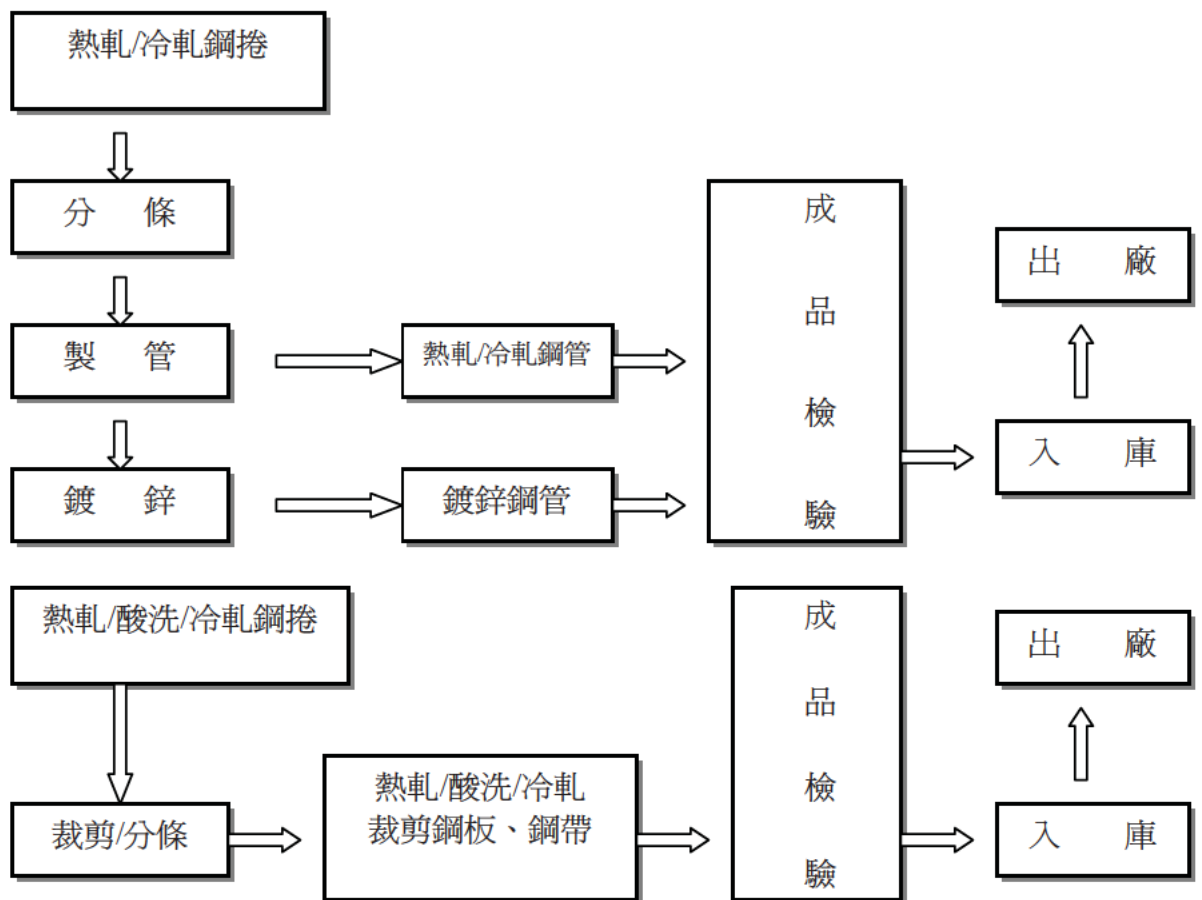 熱軋/冷軋鋼捲
分條
製管
熱軋/冷軋鋼管
鍍鋅
鍍鋅鋼管
成品檢驗
入庫
出廠
熱軋/酸洗/冷軋鋼捲
裁剪/分條
熱軋/酸洗/冷軋
裁剪鋼板、鋼帶
成品檢驗
入庫
出廠